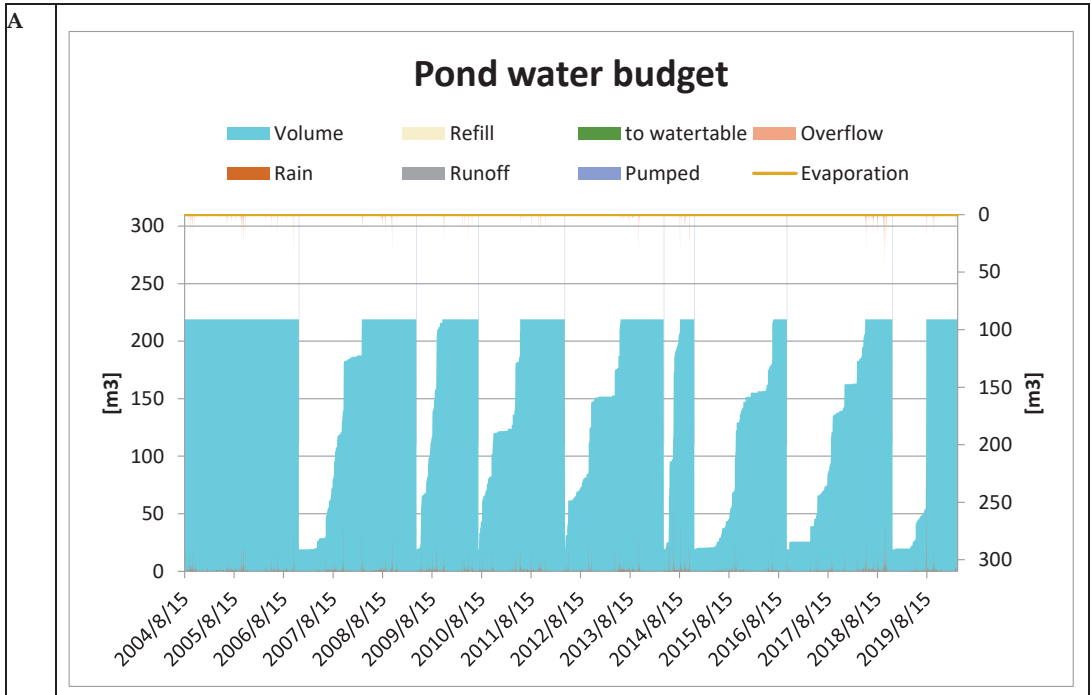 A
Pond water budget
Volume Refill to watertable Overflow
Rain Runoff Pumped Evaporation
300 0
250 50
200 100
150 150
100 200
50 250
0 300
[m3] [m3]
2004/8/15 2005/8/15 2006/8/15 2007/8/15 2008/8/15 2009/8/15 2010/8/15 2011/8/15 2012/8/15 2013/8/15 2014/8/15 2015/8/15 2016/8/15 2017/8/15 2018/8/15 2019/8/15